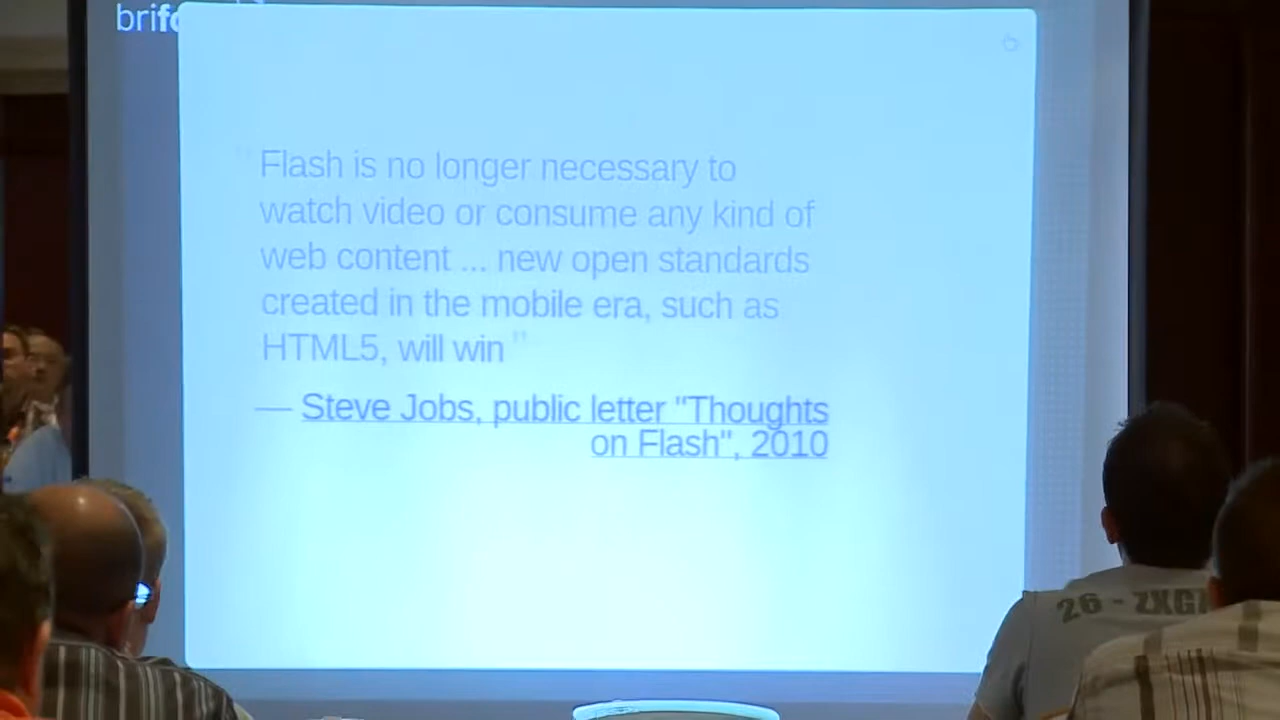 brifo
" Flash is no longer necessary to
watch video or consume any kind of
web content ... new open standards
created in the mobile era, such as
HTML5, will win "
— Steve Jobs, public letter "Thoughts
on Flash", 2010
26 - ZXG